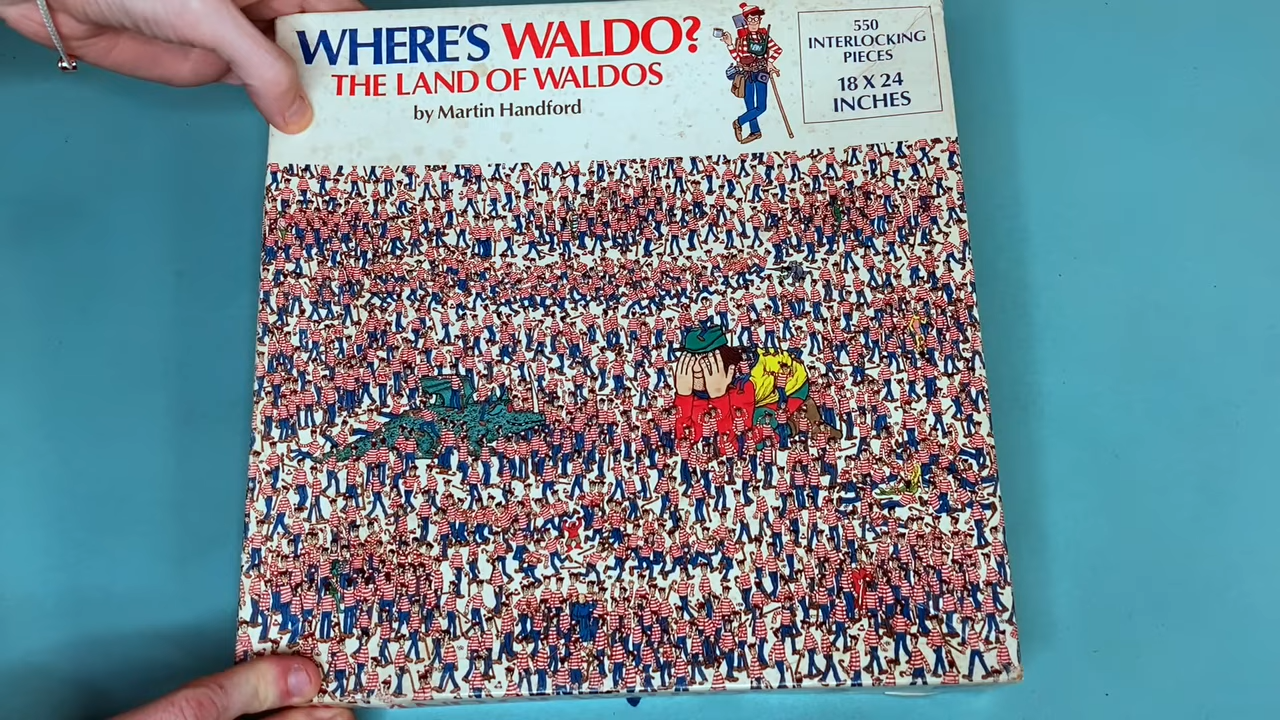 WHERE'S WALDO?
THE LAND OF WALDOS
by Martin Handford
550
INTERLOCKING
PIECES
18 X 24
INCHES